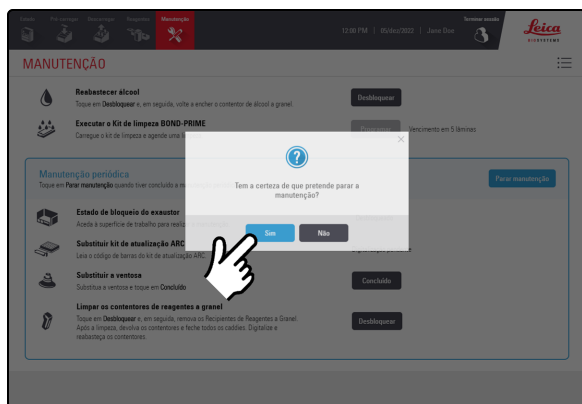 Estado Pré-carregar Descarregar Reagentes Manutenção
12:06 PM | 05/dez/2022 | Jane Doe
Terminar sessão
Leica
BIOSYSTEMS
MANUTENÇÃO
Reabastecer álcool
Toque em Desbloquear e, em seguida, volte a encher o contentor de álcool a granel.
Desbloquear
Executar o Kit de limpeza BOND-PRIME
Carregue o kit de limpeza e agende uma
Vencimento em 5 lâminas
Manutenção periódica
Toque em Parar manutenção quando tiver concluído a
Parar manutenção
Tem a certeza de que pretende parar a
manutenção?
Sim Não
Estado de bloqueio do exaustor
Aceda à superfície de trabalho para
Substituir kit de atualização ARC
Leia o código de barras do kit de atualização ARC.
Substituir a ventosa
Substitua a ventosa e toque em Concluído
Concluído
Limpar os contentores de reagentes a granel
Toque em Desbloquear e, em seguida, remova os Recipientes de Reagentes a Granel.
Após a limpeza, devolva os contentores e feche todos os caddies. Digitalize e
reabasteça os contentores.
Desbloquear